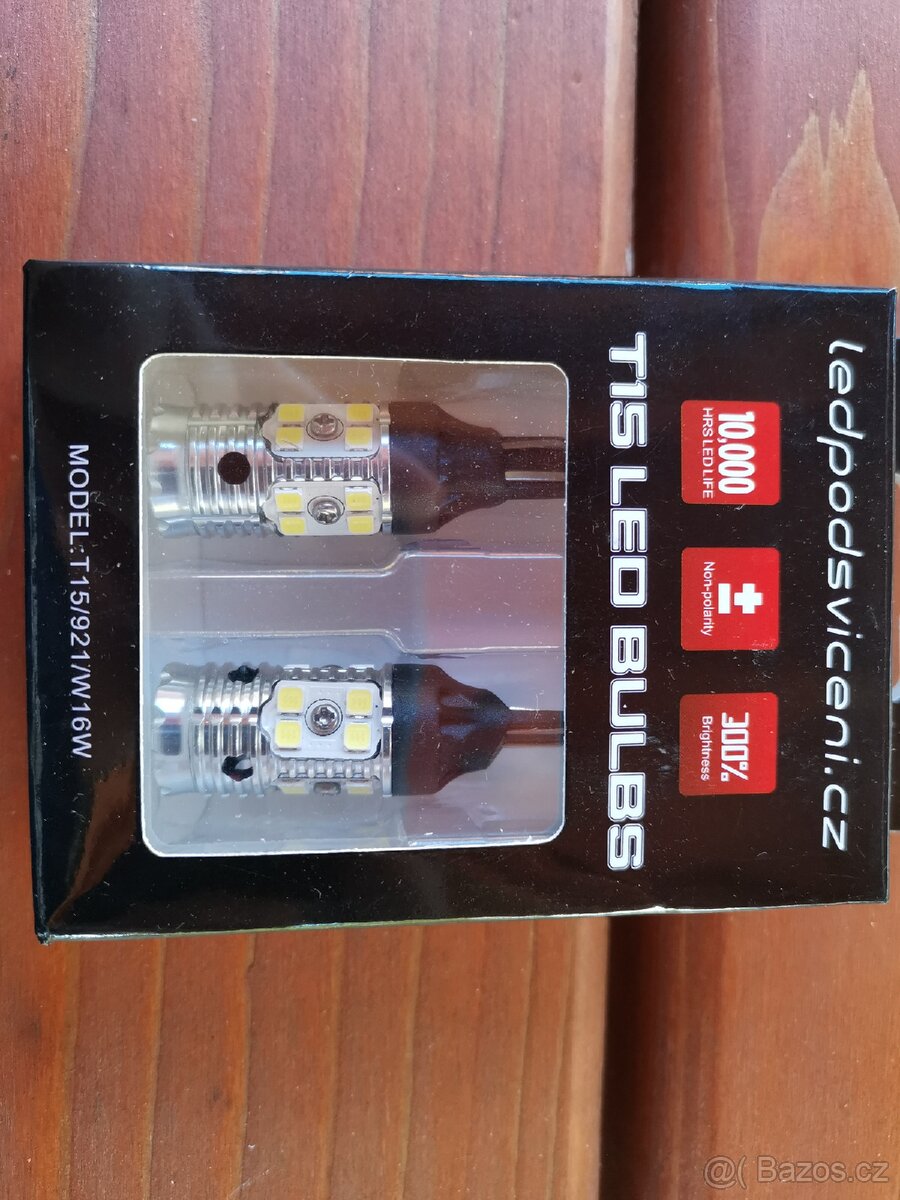 ledpodsviceni.cz
10,000
HRS LED LIFE
Non-polarity
300%
Brightness
T15 LED BULBS
MODEL:T15/921/W16W
@( Bazos.cz